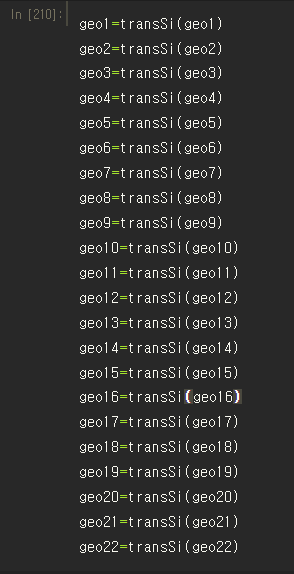 In [210]:
geo1=transSi(geo1)
geo2=transSi(geo2)
geo3=transSi(geo3)
geo4=transSi(geo4)
geo5=transSi(geo5)
geo6=transSi(geo6)
geo7=transSi(geo7)
geo8=transSi(geo8)
geo9=transSi(geo9)
geo10=transSi(geo10)
geo11=transSi(geo11)
geo12=transSi(geo12)
geo13=transSi(geo13)
geo14=transSi(geo14)
geo15=transSi(geo15)
geo16=transSi(geo16)
geo17=transSi(geo17)
geo18=transSi(geo18)
geo19=transSi(geo19)
geo20=transSi(geo20)
geo21=transSi(geo21)
geo22=transSi(geo22)